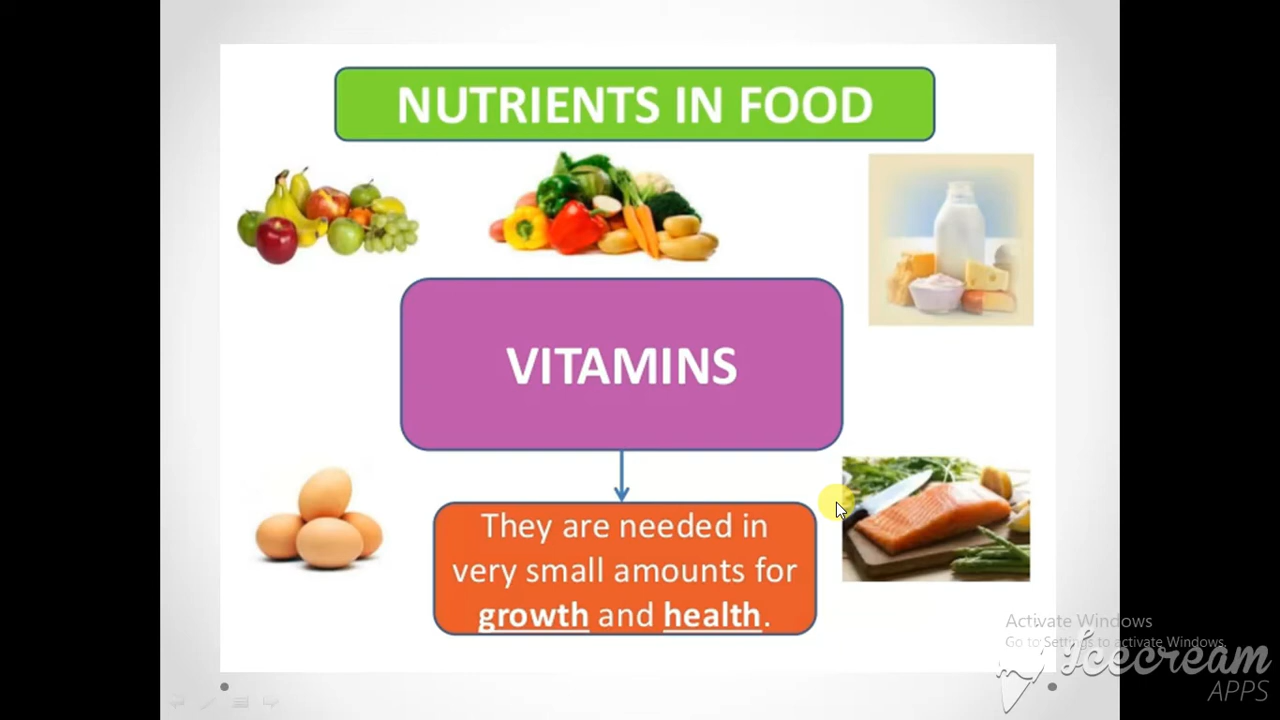 NUTRIENTS IN FOOD
VITAMINS
They are needed in
very small amounts for
growth and health.
Activate Windows
Go to Settings to activate Windows.
Icecream
APPS